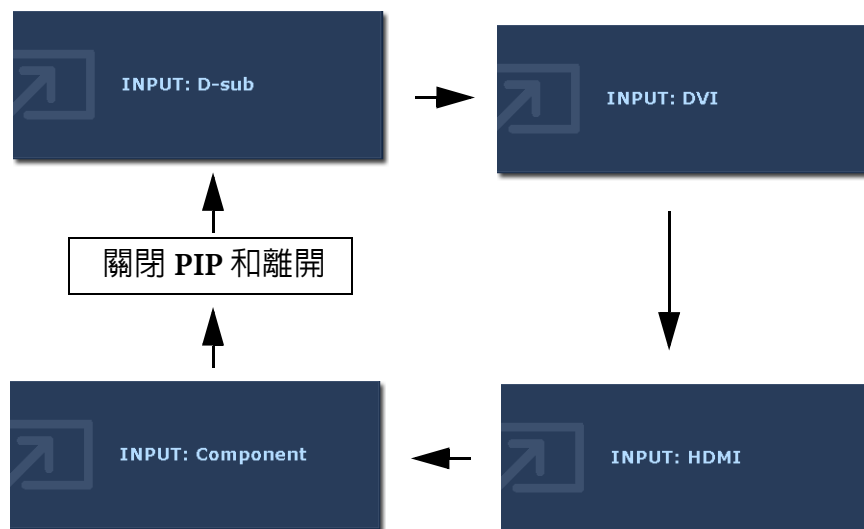 INPUT: D-sub
INPUT: DVI
關閉 PIP 和離開
INPUT: Component
INPUT: HDMI